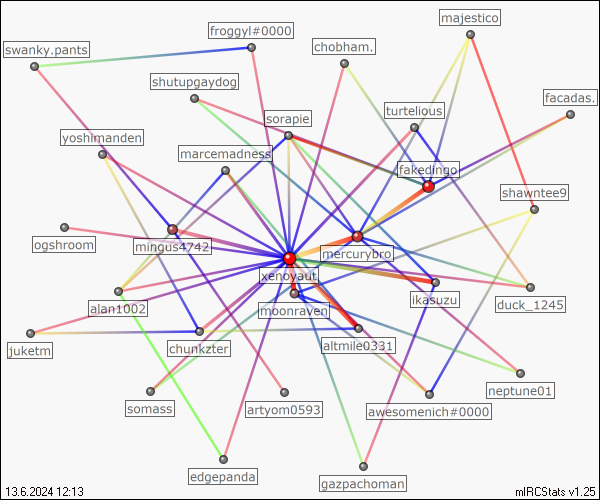 majestico
froggyl#0000
chobham.
swanky.pants
shutupgaydog
facadas.
turtelious
sorapie
yoshmanden
marcemadness
fakedingo
shawntee9
ogshroom
mingus4742
mercurybro
xenoyaut
alan1002
moonraven
ikasuzu
duck_1245
juketm
chunkzter
altmile0331
neptune01
somass
artyom0593
awesomenich#0000
edgepanda
gazpachoman
13.6.2024 12:13
mIRCStats v1.25